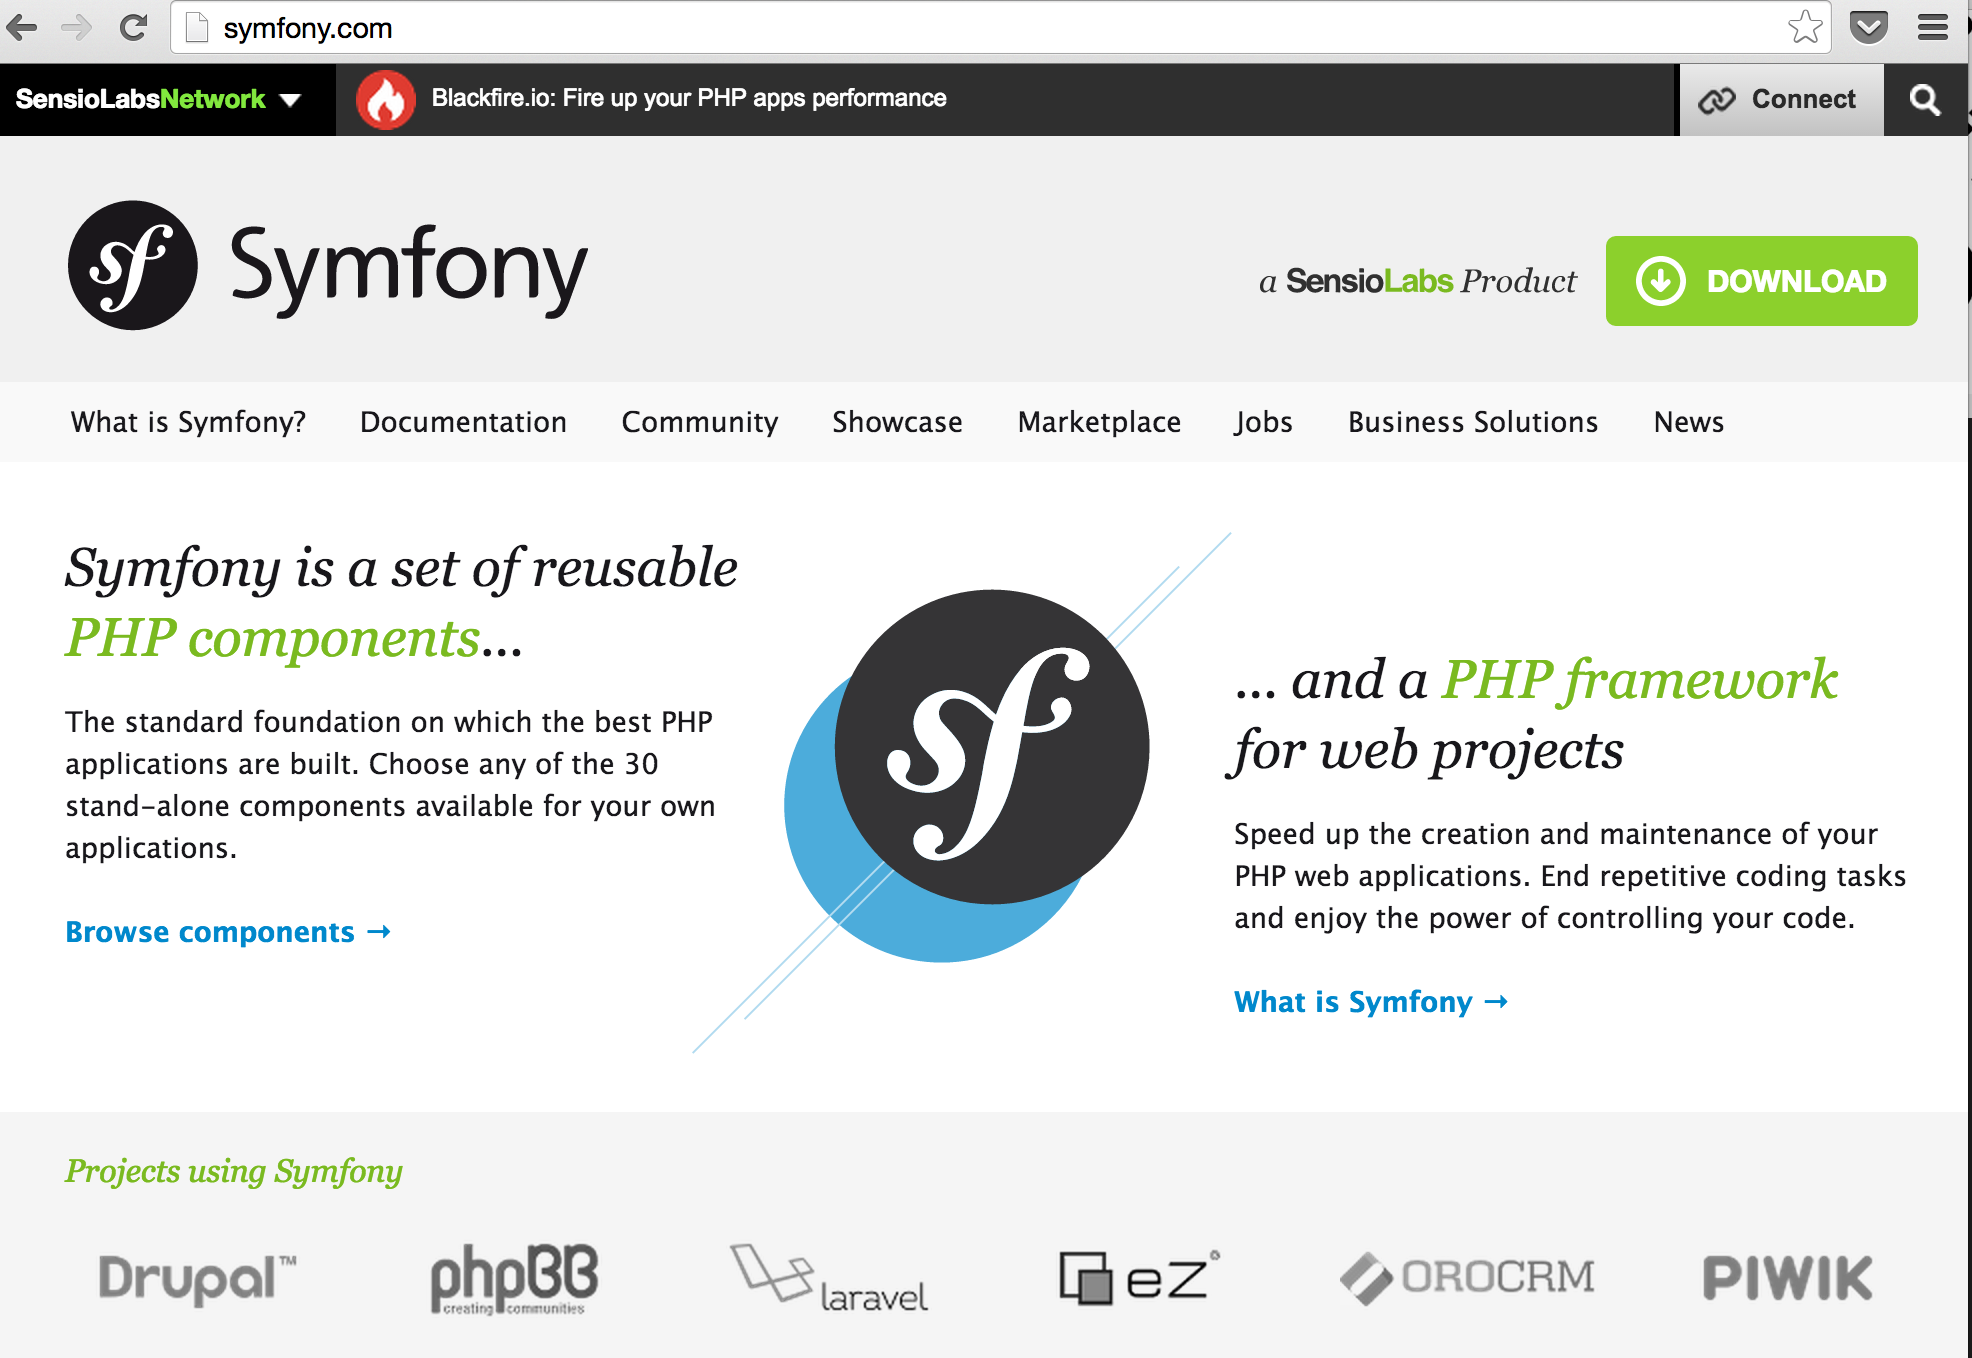 symfony.com
SensioLabsNetwork
Blackfire.io: Fire up your PHP apps performance
Connect
sf
Symfony
a SensioLabs Product
DOWNLOAD
What is Symfony?
Documentation
Community
Showcase
Marketplace
Jobs
Business Solutions
News
Symfony is a set of reusable
PHP components...
The standard foundation on which the best PHP
applications are built. Choose any of the 30
stand-alone components available for your own
applications.
Browse components →
sf
... and a PHP framework
for web projects
Speed up the creation and maintenance of your
PHP web applications. End repetitive coding tasks
and enjoy the power of controlling your code.
What is Symfony →
Projects using Symfony
Drupal™
phpBB
creating communities
laravel
eZ
OROCRM
PIWIK